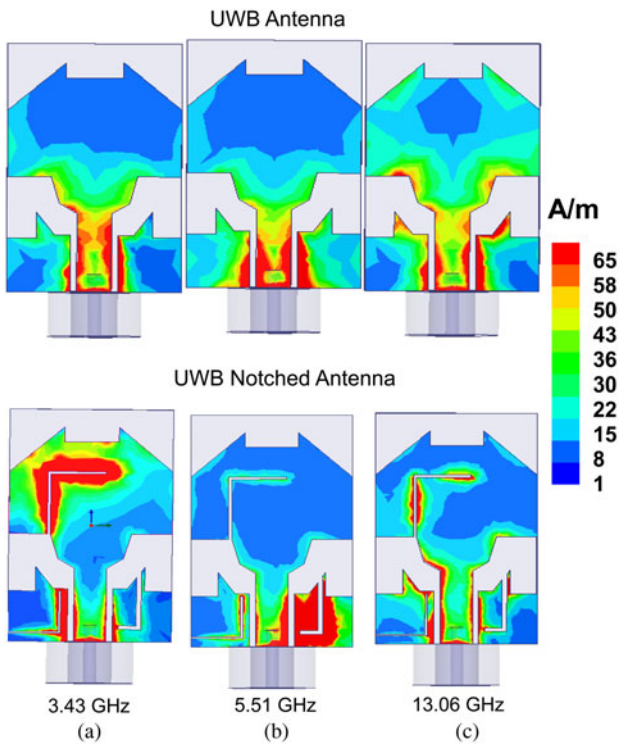 UWB Antenna
A/m
65
58
50
43
36
30
22
15
8
1
UWB Notched Antenna
3.43 GHz
5.51 GHz
13.06 GHz
(a)
(b)
(c)